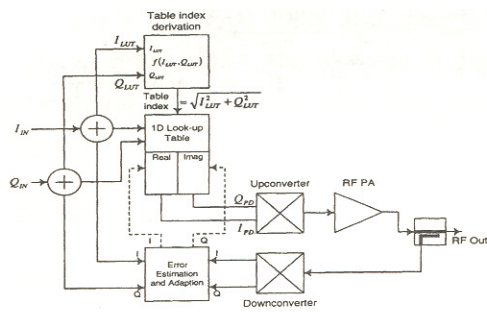 Table index
derivation
I_LUT
I_LUT
f(I_LUT, Q_LUT)
Q_LUT
Q_LUT
Table
index
= √I²_LUT + Q²_LUT
I_IN
1D Look-up
Table
Real Imag
Q_IN
Q_PD
I_PD
Upconverter
RF PA
RF Out
I Q
I
Q
Error
Estimation
and Adaption
I
Q
Downconverter